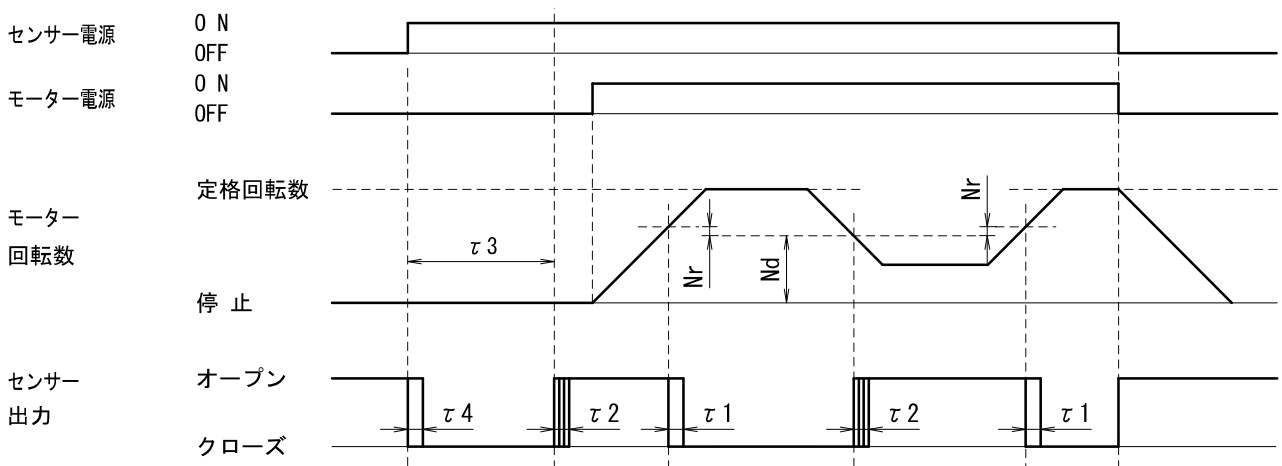 センサー電源
O N
OFF
モーター電源
O N
OFF
定格回転数
モーター
回転数
停 止
τ3
Nr
Nd
Nr
センサー
出力
オープン
クローズ
τ4
τ2
τ1
τ2
τ1